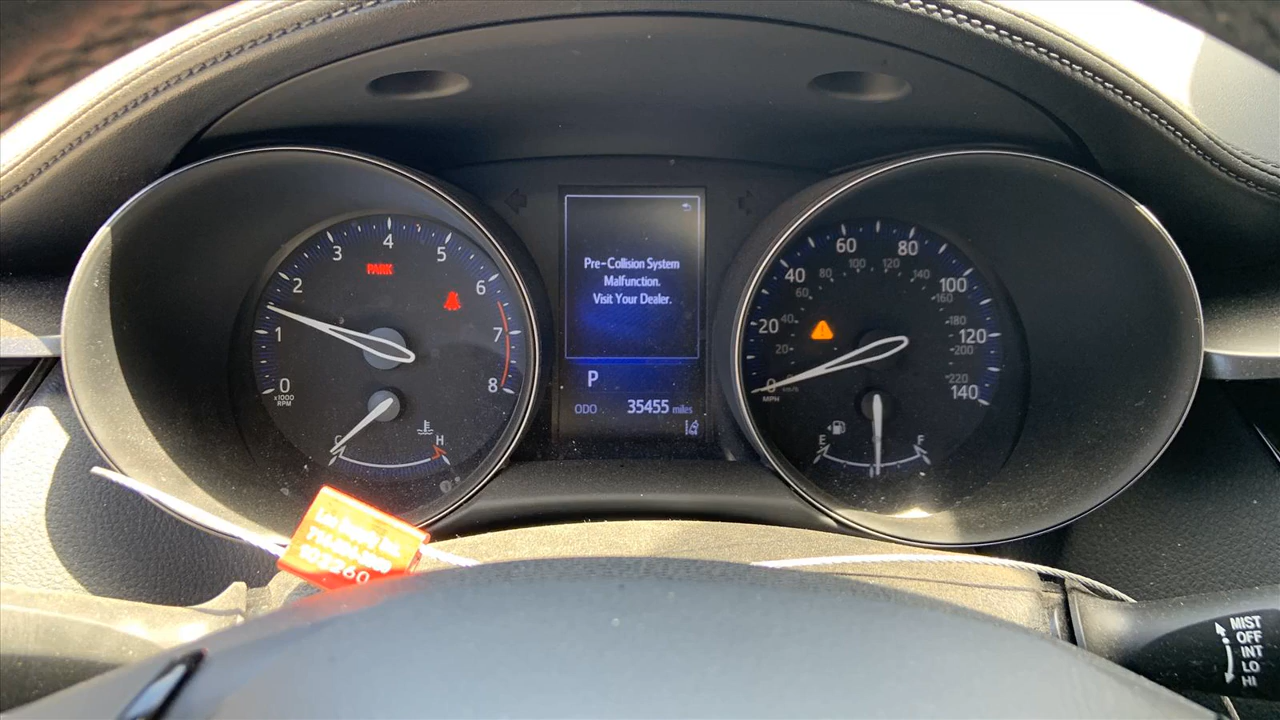 0
1
2
3
4
5
6
7
8
x1000
RPM
PARK
C
H
Pre-Collision System
Malfunction.
Visit Your Dealer.
P
ODO 35455 miles
0
20
40
60
80
100
120
140
MPH
20
40
60
80
100
120
140
160
180
200
220
km/h
E
F
102260
MIST
OFF
INT
LO
HI